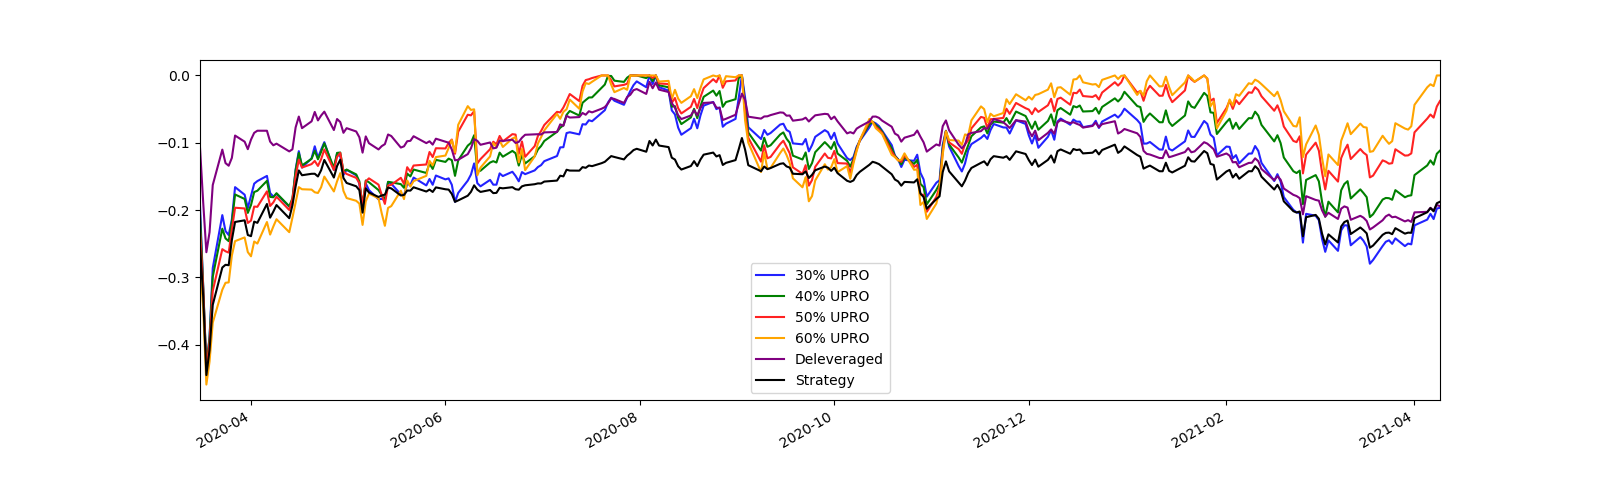 0.0
−0.1
−0.2
−0.3
−0.4
30% UPRO
40% UPRO
50% UPRO
60% UPRO
Deleveraged
Strategy
2020-04
2020-06
2020-08
2020-10
2020-12
2021-02
2021-04